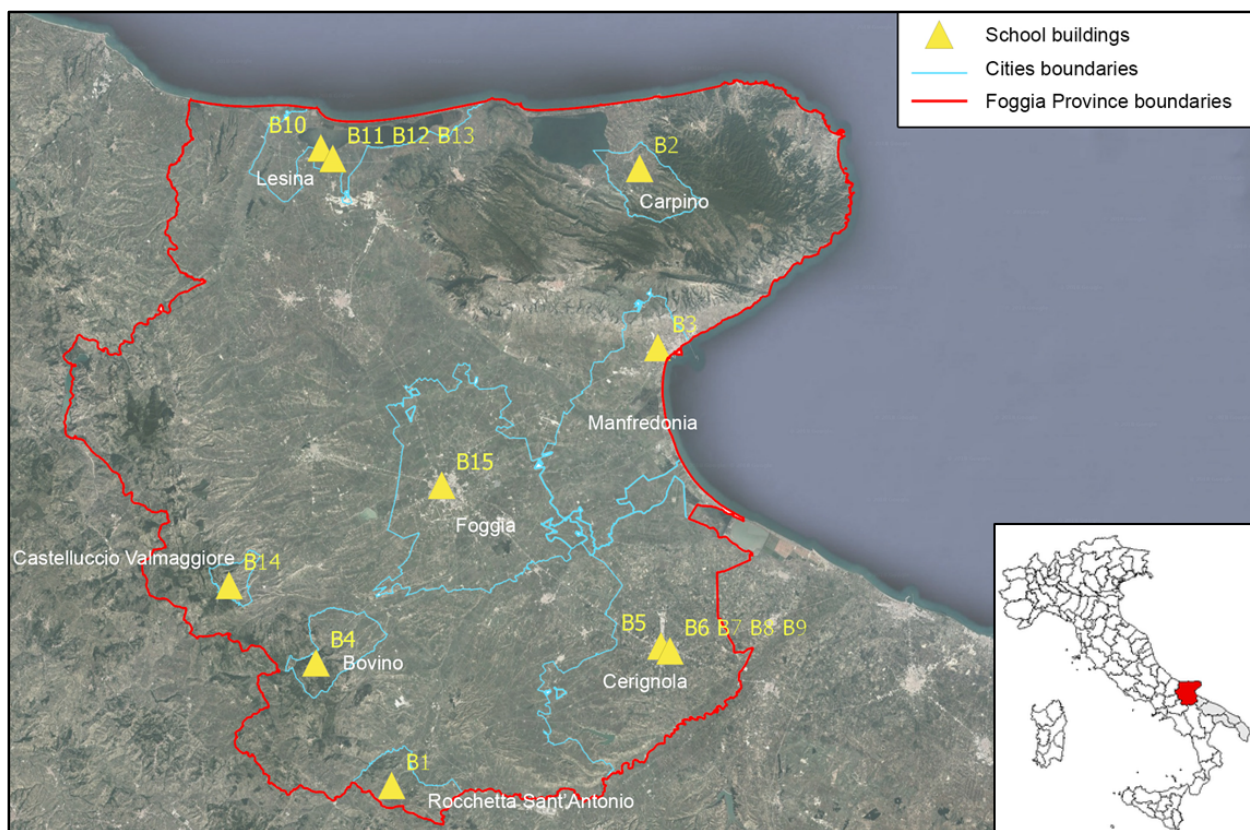 School buildings
Cities boundaries
Foggia Province boundaries
B10
B11 B12 B13
Lesina
B2
Carpino
B3
Manfredonia
B15
Foggia
Castelluccio Valmaggiore
B14
B5
B6 B7 B8 B9
B4
Bovino
Cerignola
B1
Rocchetta Sant'Antonio